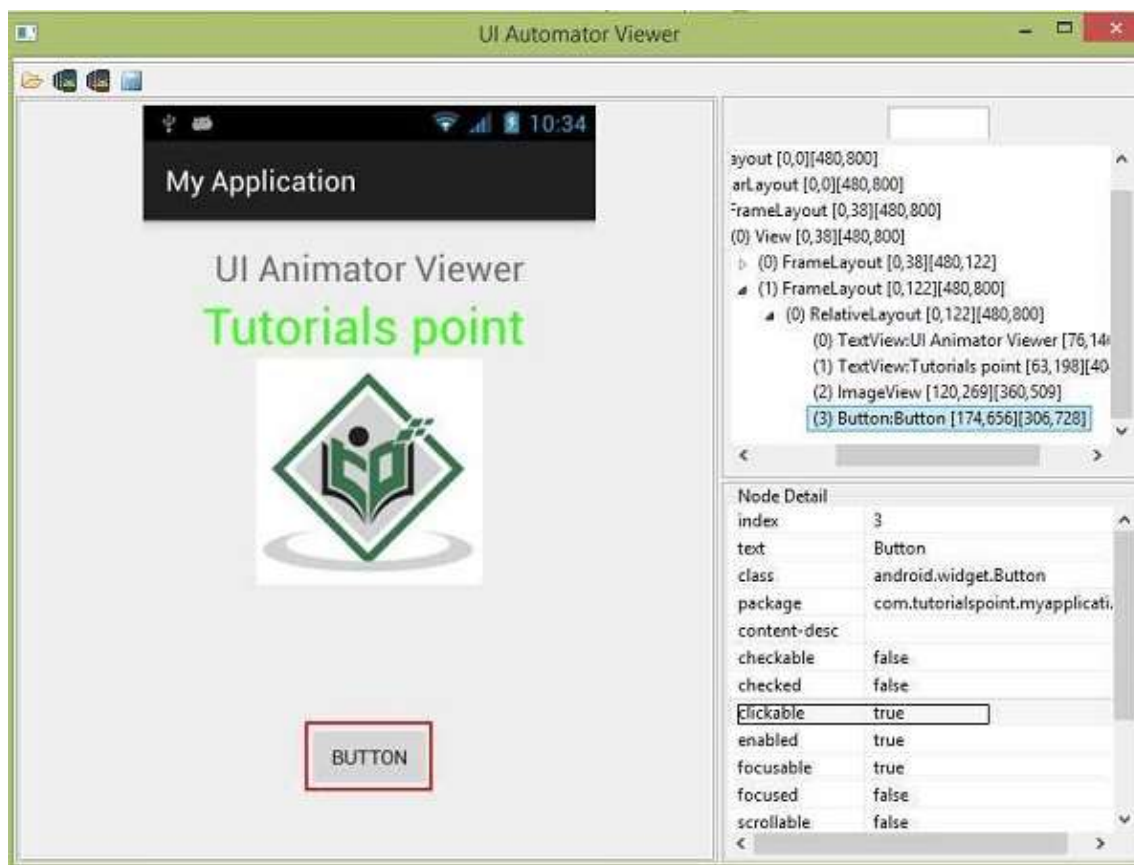 UI Automator Viewer
10:34
My Application
UI Animator Viewer
Tutorials point
BUTTON
ayout [0,0][480,800]
arLayout [0,0][480,800]
FrameLayout [0,38][480,800]
(0) View [0,38][480,800]
(0) FrameLayout [0,38][480,122]
(1) FrameLayout [0,122][480,800]
(0) RelativeLayout [0,122][480,800]
(0) TextView:UI Animator Viewer [76,14
(1) TextView:Tutorials point [63,198][40
(2) ImageView [120,269][360,509]
(3) Button:Button [174,656][306,728]
Node Detail
index 3
text Button
class android.widget.Button
package com.tutorialspoint.myapplicati
content-desc
checkable false
checked false
clickable true
enabled true
focusable true
focused false
scrollable false